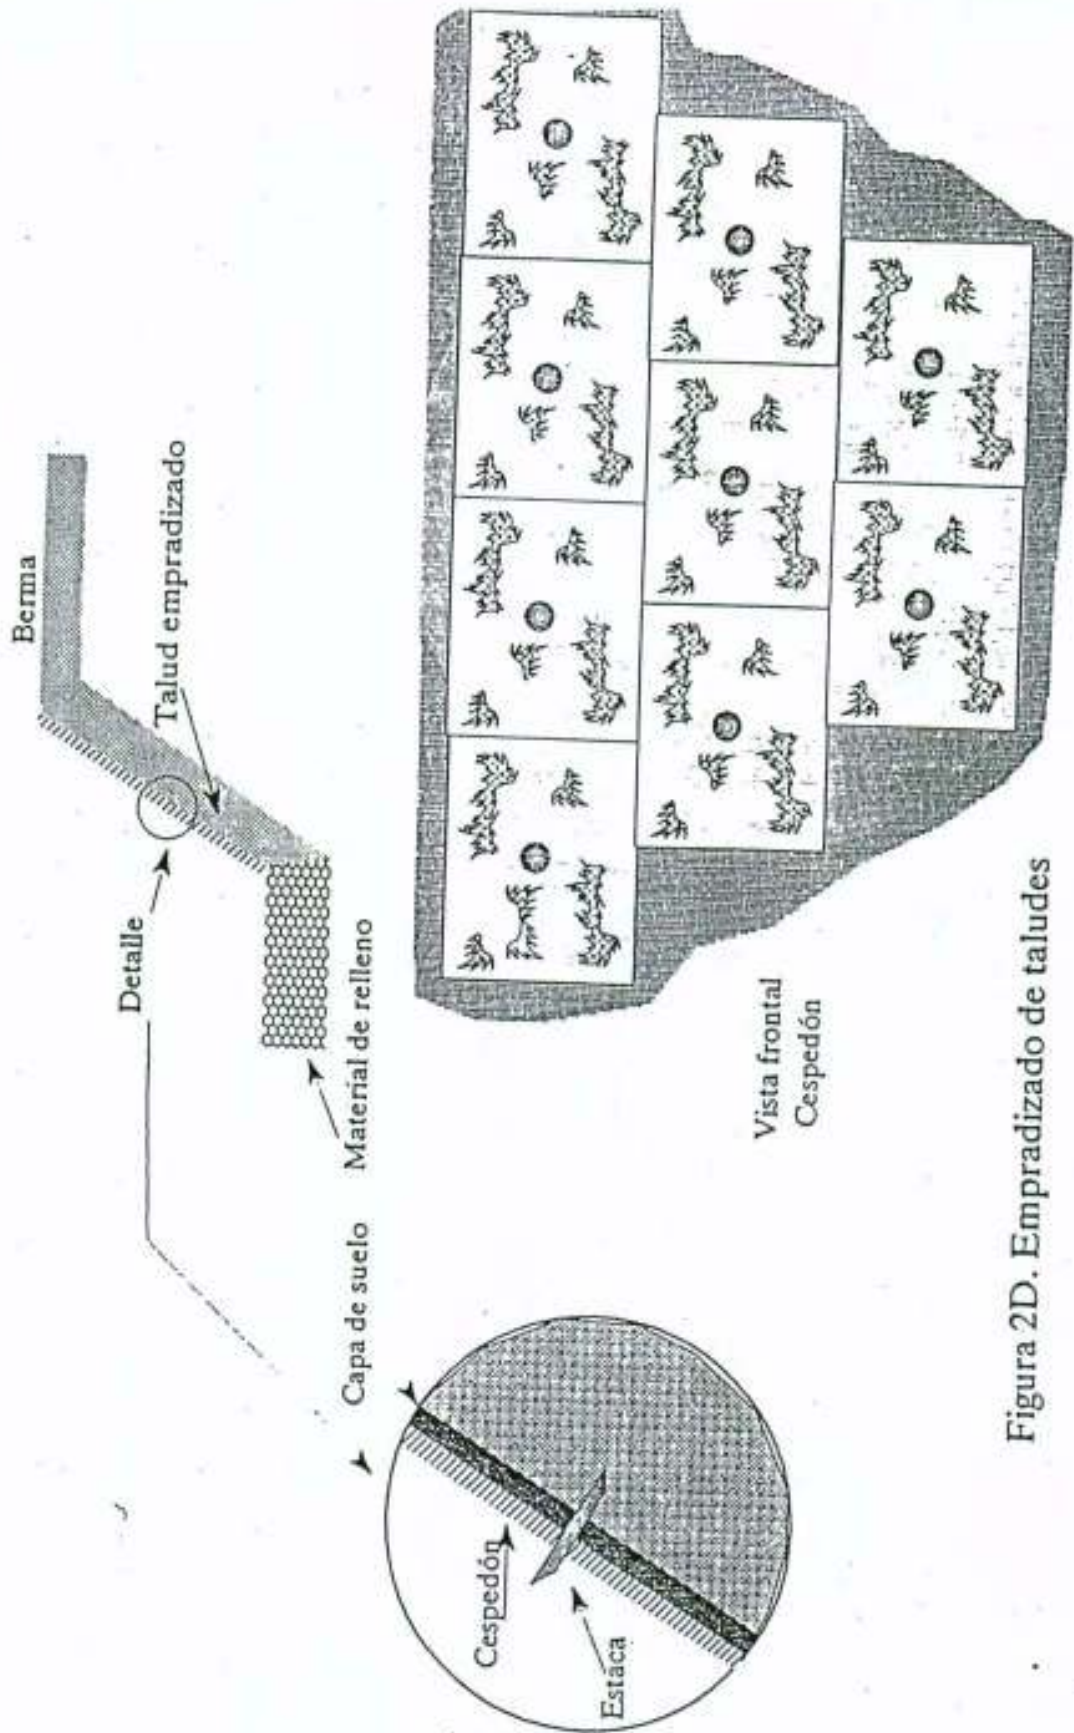 Berma
Talud empradizado
Detalle
Material de relleno
Capa de suelo
Cespedón
Estaca
Vista frontal
Cespedón
Figura 2D. Empradizado de taludes